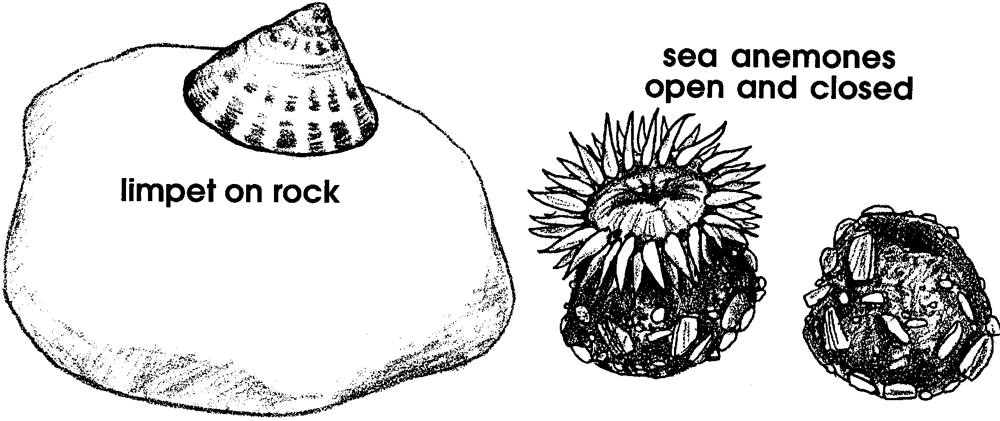 sea anemones
open and closed
limpet on rock